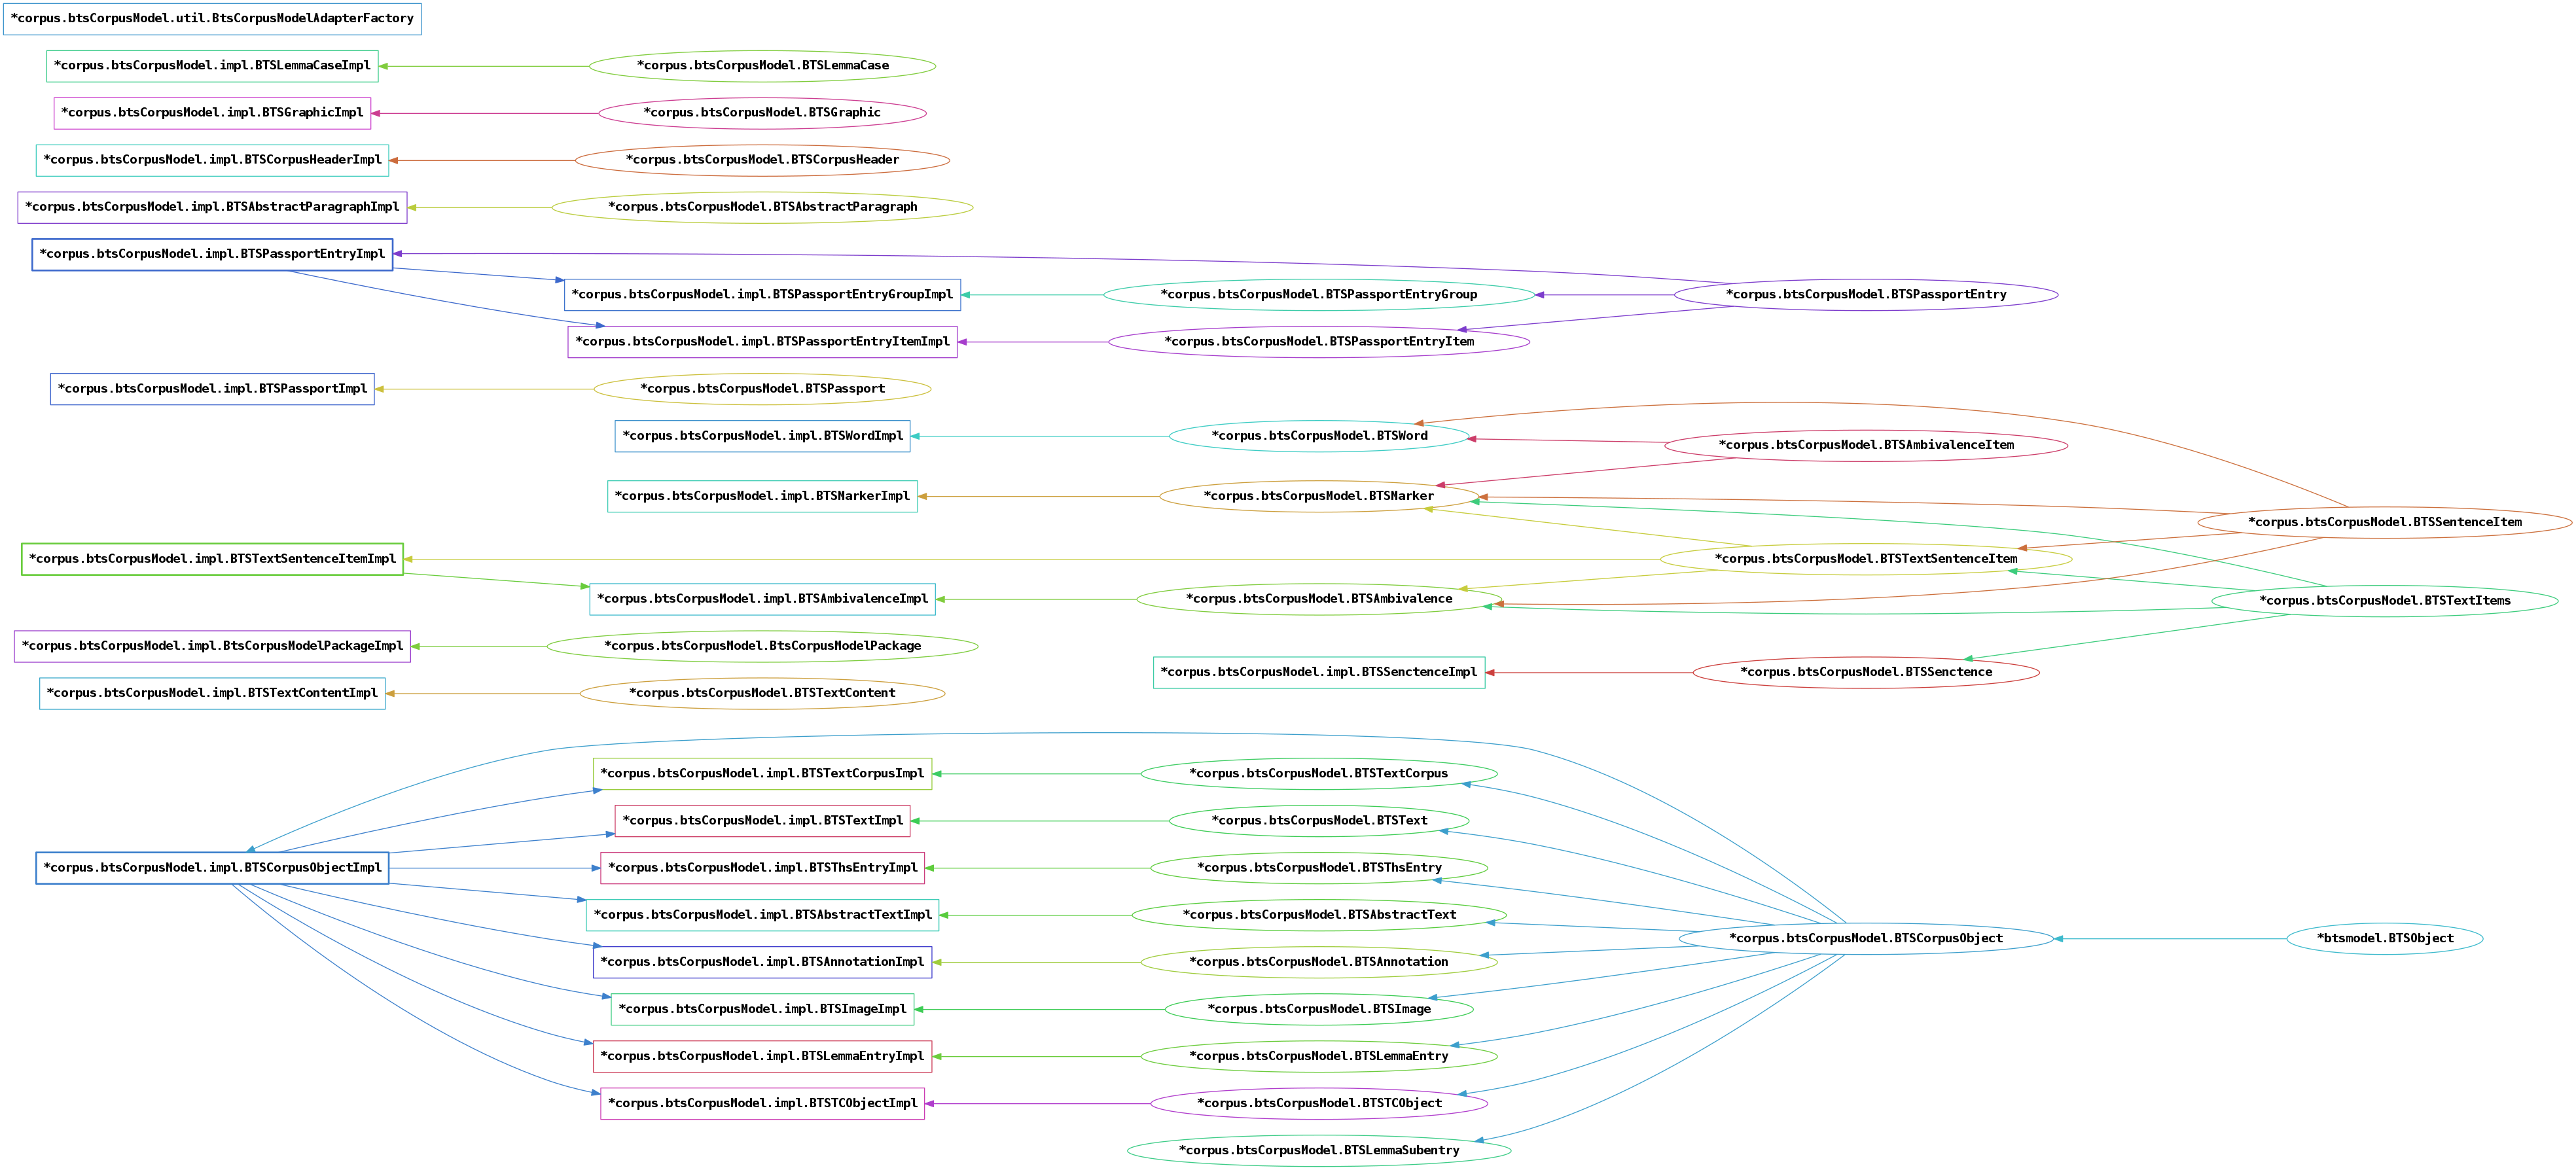 *corpus.btsCorpusModel.util.BtsCorpusModelAdapterFactory
*corpus.btsCorpusModel.impl.BTSLemmaCaseImpl
*corpus.btsCorpusModel.BTSLemmaCase
*corpus.btsCorpusModel.impl.BTSGraphicImpl
*corpus.btsCorpusModel.BTSGraphic
*corpus.btsCorpusModel.impl.BTSCorpusHeaderImpl
*corpus.btsCorpusModel.BTSCorpusHeader
*corpus.btsCorpusModel.impl.BTSAbstractParagraphImpl
*corpus.btsCorpusModel.BTSAbstractParagraph
*corpus.btsCorpusModel.impl.BTSPassportEntryImpl
*corpus.btsCorpusModel.impl.BTSPassportEntryGroupImpl
*corpus.btsCorpusModel.BTSPassportEntryGroup
*corpus.btsCorpusModel.BTSPassportEntry
*corpus.btsCorpusModel.impl.BTSPassportEntryItemImpl
*corpus.btsCorpusModel.BTSPassportEntryItem
*corpus.btsCorpusModel.impl.BTSPassportImpl
*corpus.btsCorpusModel.BTSPassport
*corpus.btsCorpusModel.impl.BTSWordImpl
*corpus.btsCorpusModel.BTSWord
*corpus.btsCorpusModel.BTSAmbivalenceItem
*corpus.btsCorpusModel.impl.BTSMarkerImpl
*corpus.btsCorpusModel.BTSMarker
*corpus.btsCorpusModel.BTSSentenceItem
*corpus.btsCorpusModel.impl.BTSTextSentenceItemImpl
*corpus.btsCorpusModel.BTSTextSentenceItem
*corpus.btsCorpusModel.impl.BTSAmbivalenceImpl
*corpus.btsCorpusModel.BTSAmbivalence
*corpus.btsCorpusModel.BTSTextItems
*corpus.btsCorpusModel.impl.BtsCorpusModelPackageImpl
*corpus.btsCorpusModel.BtsCorpusModelPackage
*corpus.btsCorpusModel.impl.BTSSenctenceImpl
*corpus.btsCorpusModel.BTSSenctence
*corpus.btsCorpusModel.impl.BTSTextContentImpl
*corpus.btsCorpusModel.BTSTextContent
*corpus.btsCorpusModel.impl.BTSTextCorpusImpl
*corpus.btsCorpusModel.BTSTextCorpus
*corpus.btsCorpusModel.impl.BTSTextImpl
*corpus.btsCorpusModel.BTSText
*corpus.btsCorpusModel.impl.BTSCorpusObjectImpl
*corpus.btsCorpusModel.impl.BTSThsEntryImpl
*corpus.btsCorpusModel.BTSThsEntry
*corpus.btsCorpusModel.impl.BTSAbstractTextImpl
*corpus.btsCorpusModel.BTSAbstractText
*corpus.btsCorpusModel.BTSCorpusObject
*btsmodel.BTSObject
*corpus.btsCorpusModel.impl.BTSAnnotationImpl
*corpus.btsCorpusModel.BTSAnnotation
*corpus.btsCorpusModel.impl.BTSImageImpl
*corpus.btsCorpusModel.BTSImage
*corpus.btsCorpusModel.impl.BTSLemmaEntryImpl
*corpus.btsCorpusModel.BTSLemmaEntry
*corpus.btsCorpusModel.impl.BTSTCObjectImpl
*corpus.btsCorpusModel.BTSTCObject
*corpus.btsCorpusModel.BTSLemmaSubentry